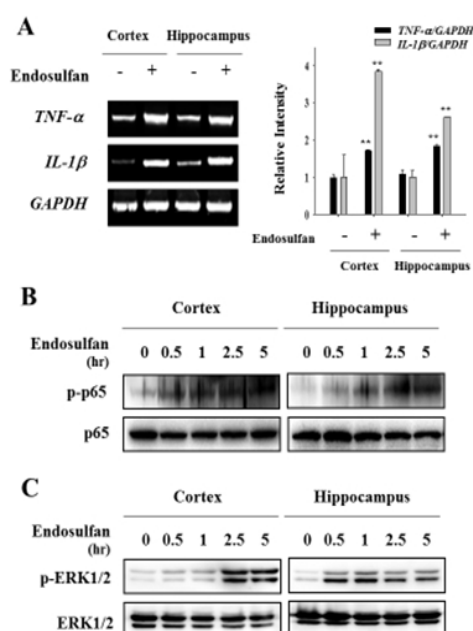 A
Cortex Hippocampus
Endosulfan - + - +
TNF-α
IL-1β
GAPDH
TNF-α/GAPDH
IL-1β/GAPDH
Relative Intensity
4
3
2
1
0
** ** ** **
Endosulfan - + - +
Cortex Hippocampus
B
Cortex Hippocampus
Endosulfan 0 0.5 1 2.5 5 0 0.5 1 2.5 5
(hr)
p-p65
p65
C
Cortex Hippocampus
Endosulfan 0 0.5 1 2.5 5 0 0.5 1 2.5 5
(hr)
p-ERK1/2
ERK1/2